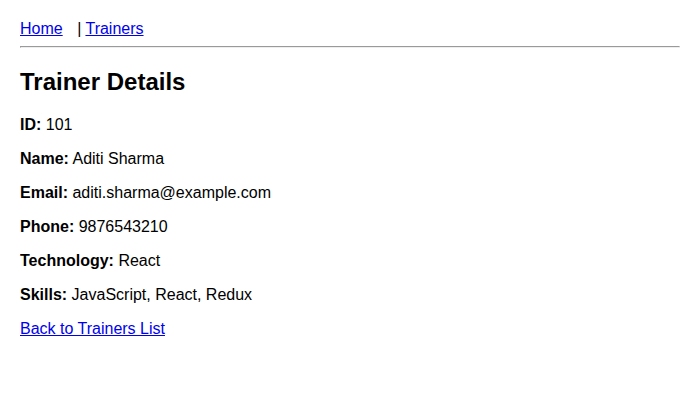 Home | Trainers
Trainer Details
ID: 101
Name: Aditi Sharma
Email: aditi.sharma@example.com
Phone: 9876543210
Technology: React
Skills: JavaScript, React, Redux
Back to Trainers List